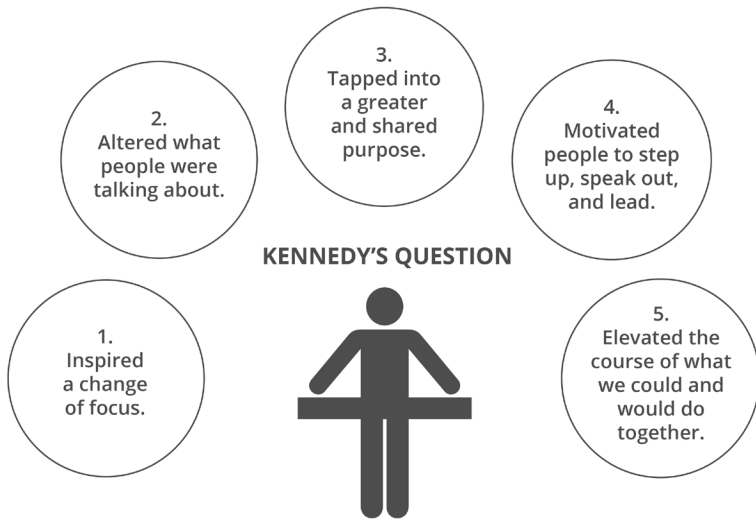 1.
Inspired
a change
of focus.
2.
Altered what
people were
talking about.
3.
Tapped into
a greater
and shared
purpose.
4.
Motivated
people to step
up, speak out,
and lead.
5.
Elevated the
course of what
we could and
would do
together.
KENNEDY’S QUESTION